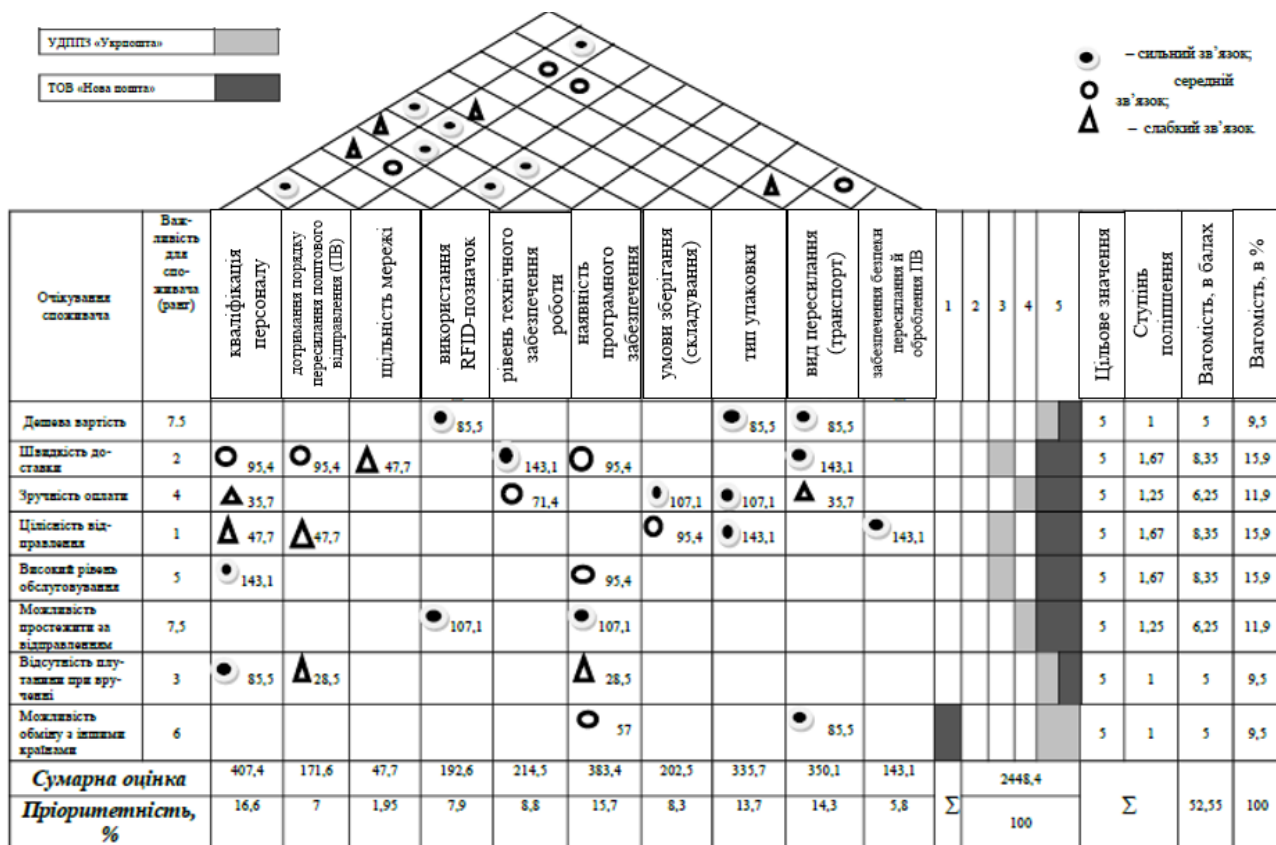 УДППЗ «Укрпошта»
ТОВ «Нова пошта»
– сильний зв’язок;
середній
зв’язок;
– слабкий зв’язок
Очікування
споживача
Важ-
ливість
для
спо-
живача
(ранг)
кваліфікація
персоналу
дотримання порядку
пересилання поштового
відправлення (ПВ)
щільність мережі
використання
RFID-позначок
рівень технічного
забезпечення
роботи
наявність
програмного
забезпечення
умови зберігання
(складування)
тип упаковки
вид пересилання
(транспорт)
забезпечення безпеки
пересилання й
оброблення ПВ
1 2 3 4 5
Цільове значення
Ступінь
поліпшення
Вагомість, в балах
Вагомість, в %
Дешева вартість 7.5 85,5 85,5 85,5 5 1 5 9,5
Швидкість до-
ставки 2 95,4 95,4 47,7 143,1 95,4 143,1 5 1,67 8,35 15,9
Зручність оплати 4 35,7 71,4 107,1 107,1 35,7 5 1,25 6,25 11,9
Цілісність від-
правлення 1 47,7 47,7 95,4 143,1 143,1 5 1,67 8,35 15,9
Високий рівень
обслуговування 5 143,1 95,4 5 1,67 8,35 15,9
Можливість
простежити за
відправленням 7,5 107,1 107,1 5 1,25 6,25 11,9
Відсутність плу-
танини при вру-
ченні 3 85,5 28,5 28,5 5 1 5 9,5
Можливість
обміну з іншими
країнами 6 57 85,5 5 1 5 9,5
Сумарна оцінка 407,4 171,6 47,7 192,6 214,5 383,4 202,5 335,7 350,1 143,1 Σ 2448,4 Σ 52,55 100
Пріоритетність,
% 16,6 7 1,95 7,9 8,8 15,7 8,3 13,7 14,3 5,8 100